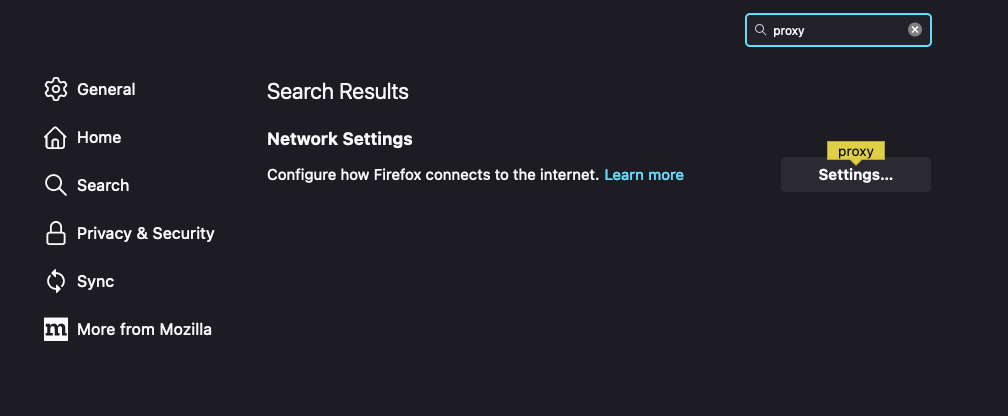 proxy
General
Home
Search
Privacy & Security
Sync
m
More from Mozilla
Search Results
Network Settings
Configure how Firefox connects to the internet. Learn more
proxy
Settings...